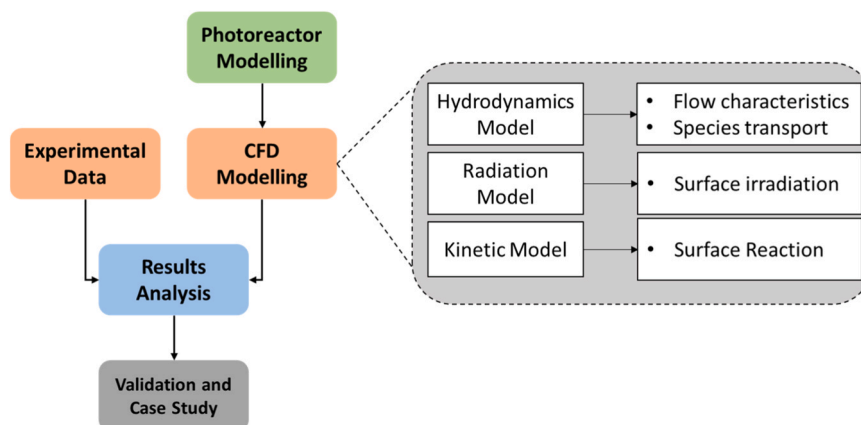 Photoreactor
Modelling
Experimental
Data
CFD
Modelling
Results
Analysis
Validation and
Case Study
Hydrodynamics
Model
• Flow characteristics
• Species transport
Radiation
Model
• Surface irradiation
Kinetic Model
• Surface Reaction